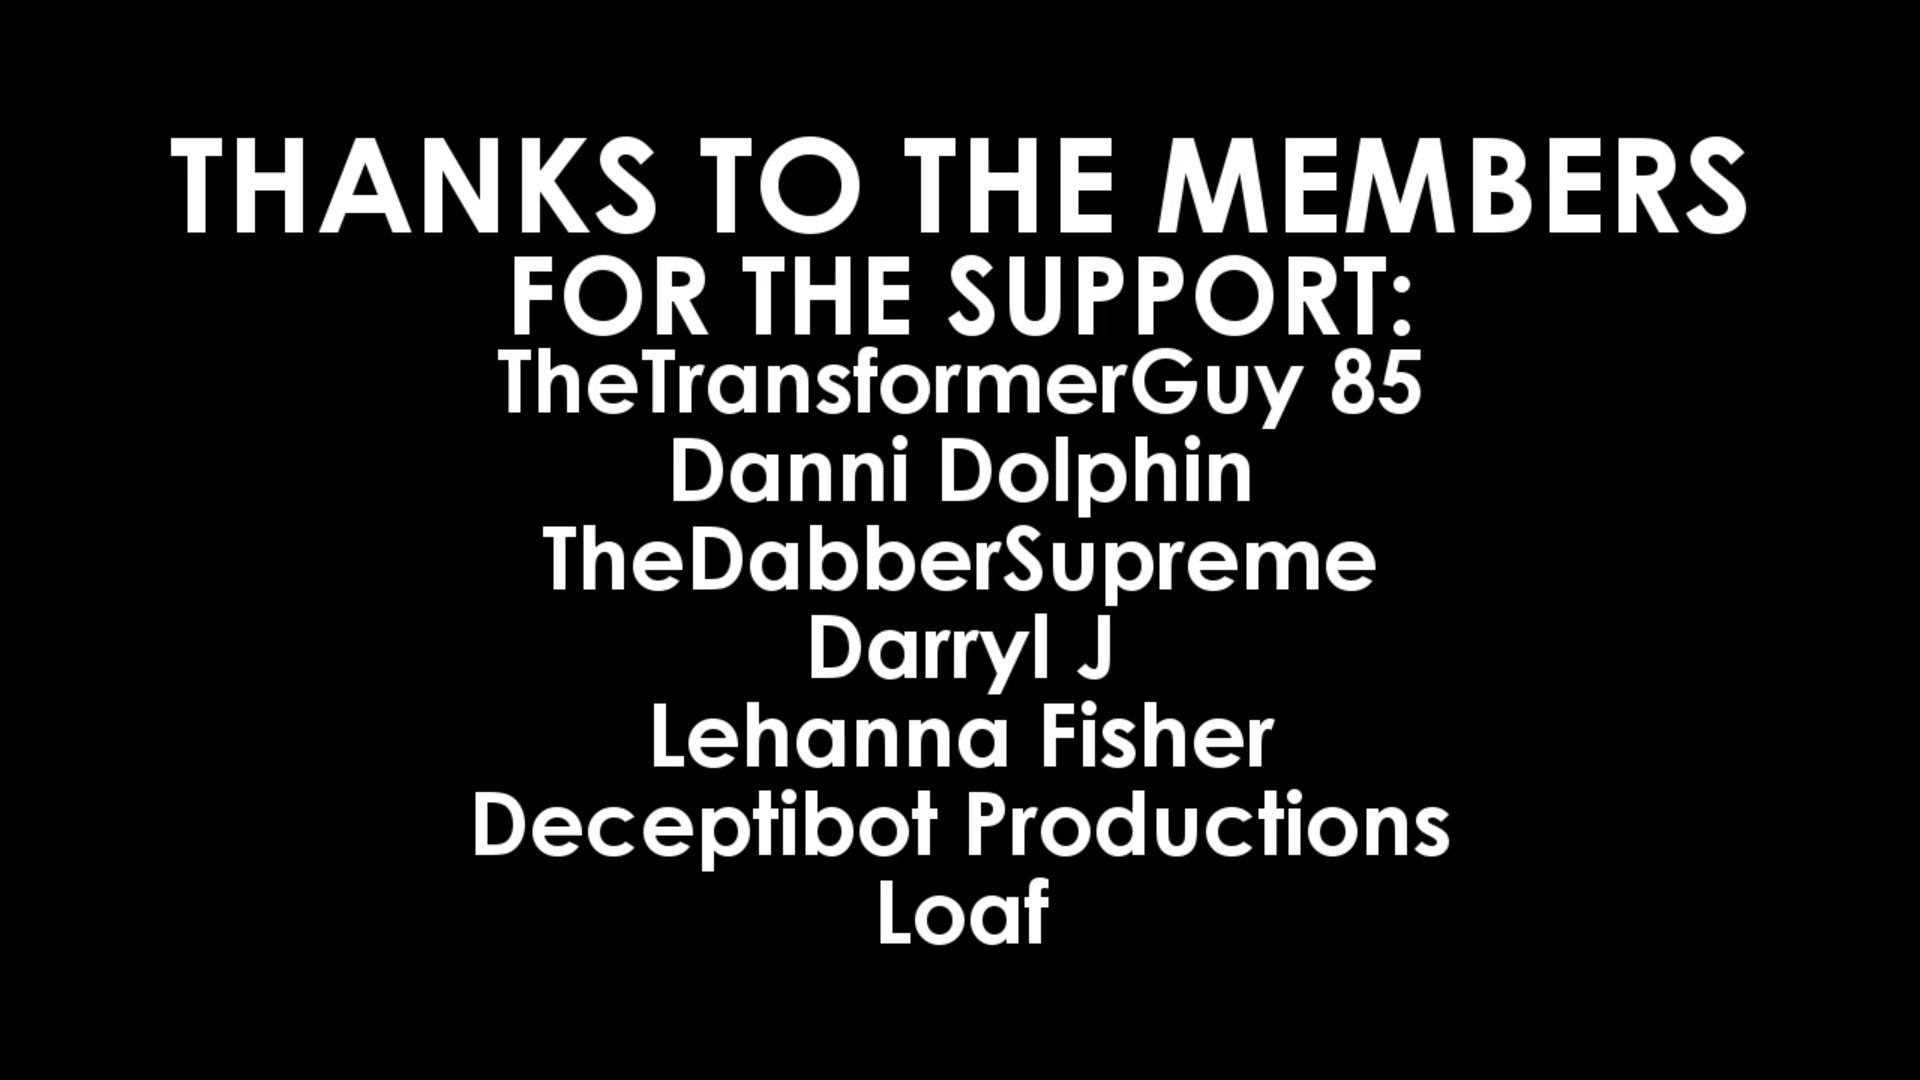 THANKS TO THE MEMBERS
FOR THE SUPPORT:
TheTransformerGuy 85
Danni Dolphin
TheDabberSupreme
Darryl J
Lehanna Fisher
Deceptibot Productions
Loaf